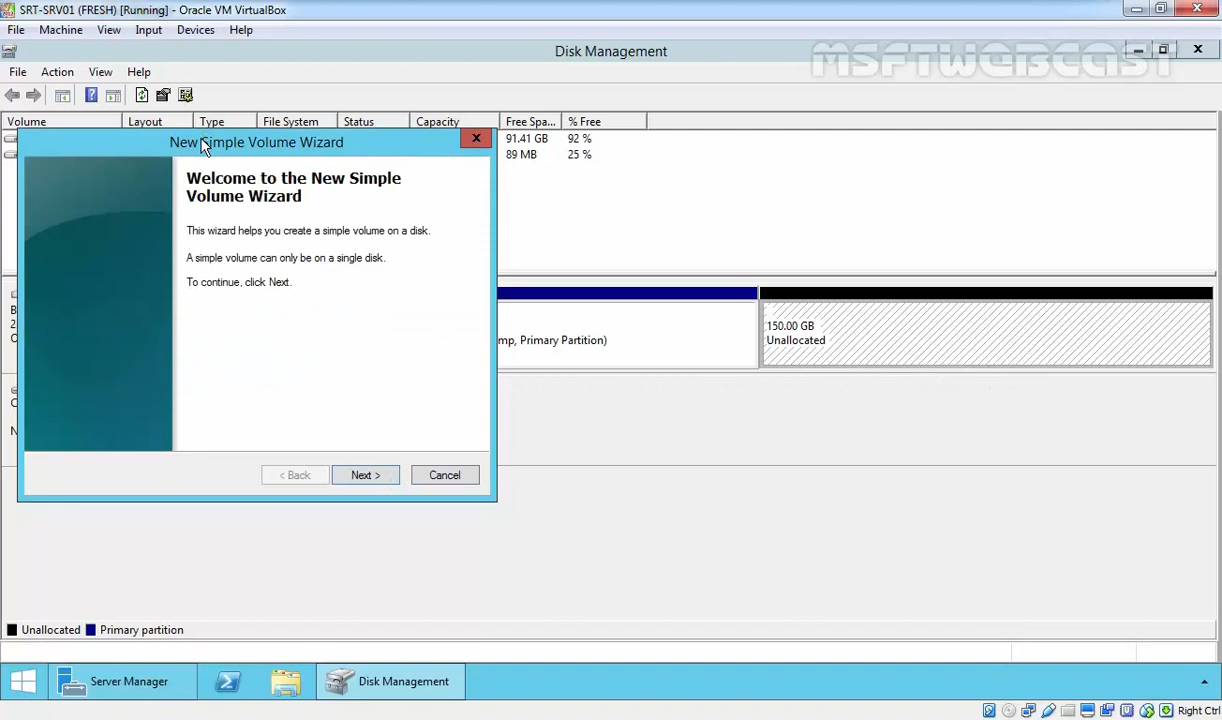 SRT-SRV01 (FRESH) [Running] - Oracle VM VirtualBox
File Machine View Input Devices Help
Disk Management
MSFTWEBCAST
File Action View Help
Volume Layout Type File System Status Capacity Free Spa... % Free
91.41 GB 92 %
89 MB 25 %
New Simple Volume Wizard
Welcome to the New Simple
Volume Wizard
This wizard helps you create a simple volume on a disk.
A simple volume can only be on a single disk.
To continue, click Next.
< Back Next > Cancel
B
2
O
mp, Primary Partition)
150.00 GB
Unallocated
C
N
Unallocated Primary partition
Server Manager Disk Management
Right Ctrl